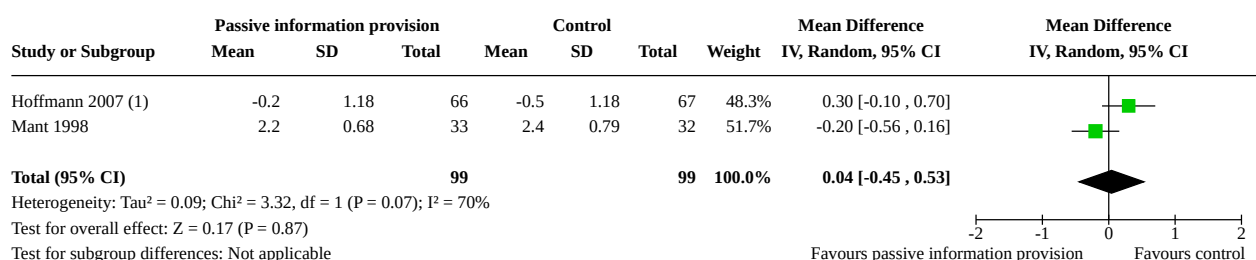 Passive information provision Control Mean Difference Mean Difference
Study or Subgroup Mean SD Total Mean SD Total Weight IV, Random, 95% CI IV, Random, 95% CI
Hoffmann 2007 (1) -0.2 1.18 66 -0.5 1.18 67 48.3% 0.30 [-0.10 , 0.70]
Mant 1998 2.2 0.68 33 2.4 0.79 32 51.7% -0.20 [-0.56 , 0.16]
Total (95% CI) 99 99 100.0% 0.04 [-0.45 , 0.53]
Heterogeneity: Tau² = 0.09; Chi² = 3.32, df = 1 (P = 0.07); I² = 70%
Test for overall effect: Z = 0.17 (P = 0.87)
-2 -1 0 1 2
Test for subgroup differences: Not applicable Favours passive information provision Favours control